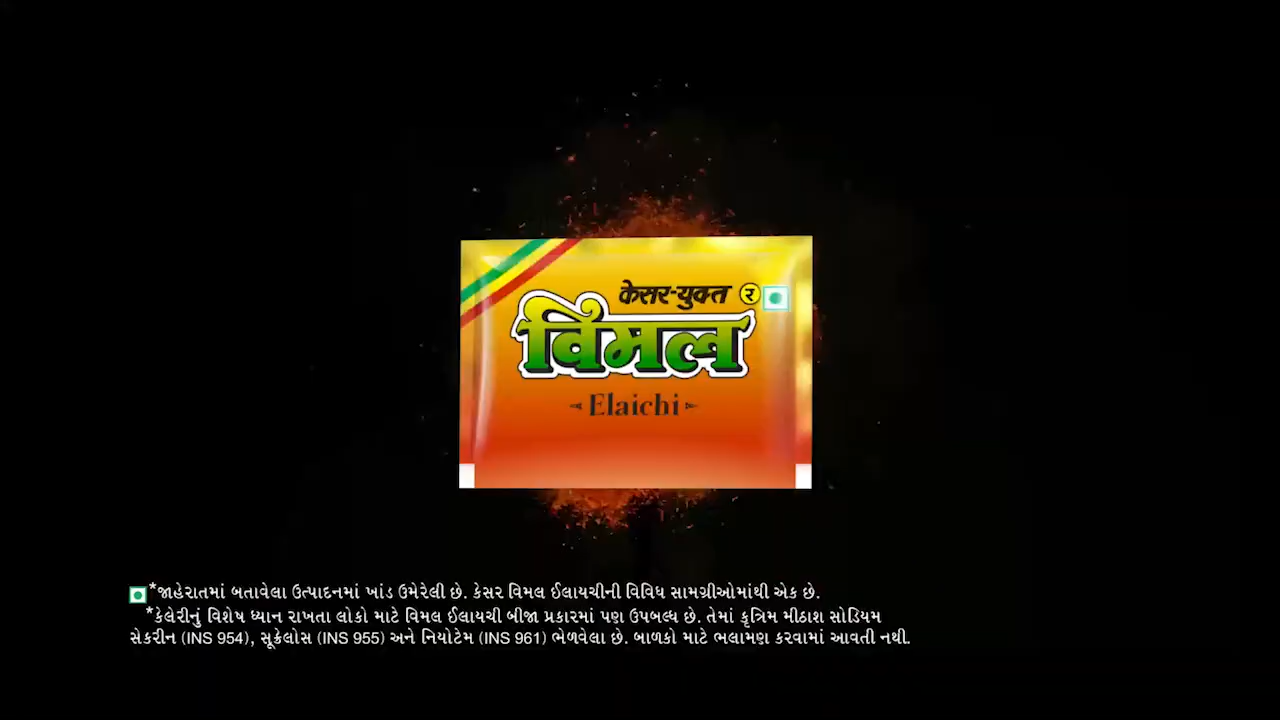 केसर-युक्त र
विमल
Elaichi
*જાહેરાતમાં બતાવેલા ઉત્પાદનમાં ખાંડ ઉમેરેલી છે. કેસર વિમલ ઈલાયચીની વિવિધ સામગ્રીઓમાંથી એક છે.
*કેલેરીનું વિશેષ ધ્યાન રાખતા લોકો માટે વિમલ ઈલાયચી બીજા પ્રકારમાં પણ ઉપબલ્ધ છે. તેમાં કૃત્રિમ મીઠાશ સોડિયમ
સેકરીન (INS 954), સૂક્રેલોસ (INS 955) અને નિયોટેમ (INS 961) ભેળવેલા છે. બાળકો માટે ભલામણ કરવામાં આવતી નથી.